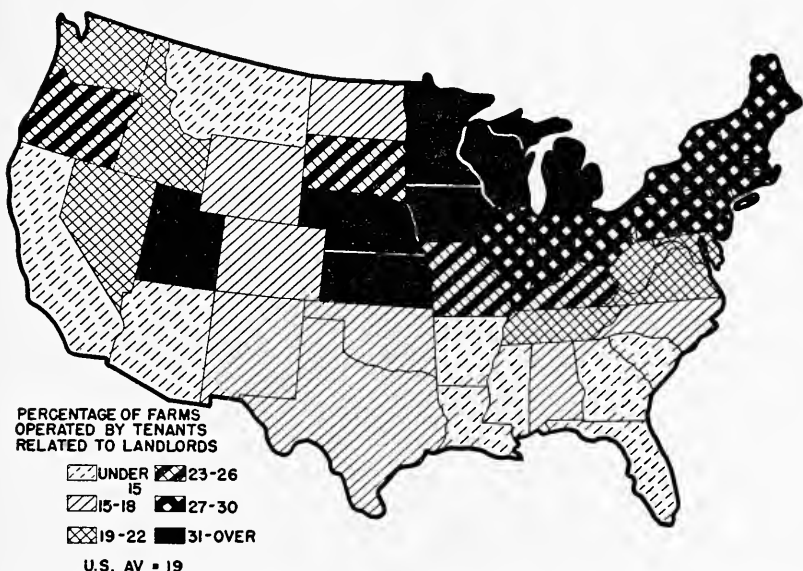 PERCENTAGE OF FARMS
OPERATED BY TENANTS
RELATED TO LANDLORDS
UNDER 15 23-26
15-18 27-30
19-22 31-OVER
U.S. AV = 19